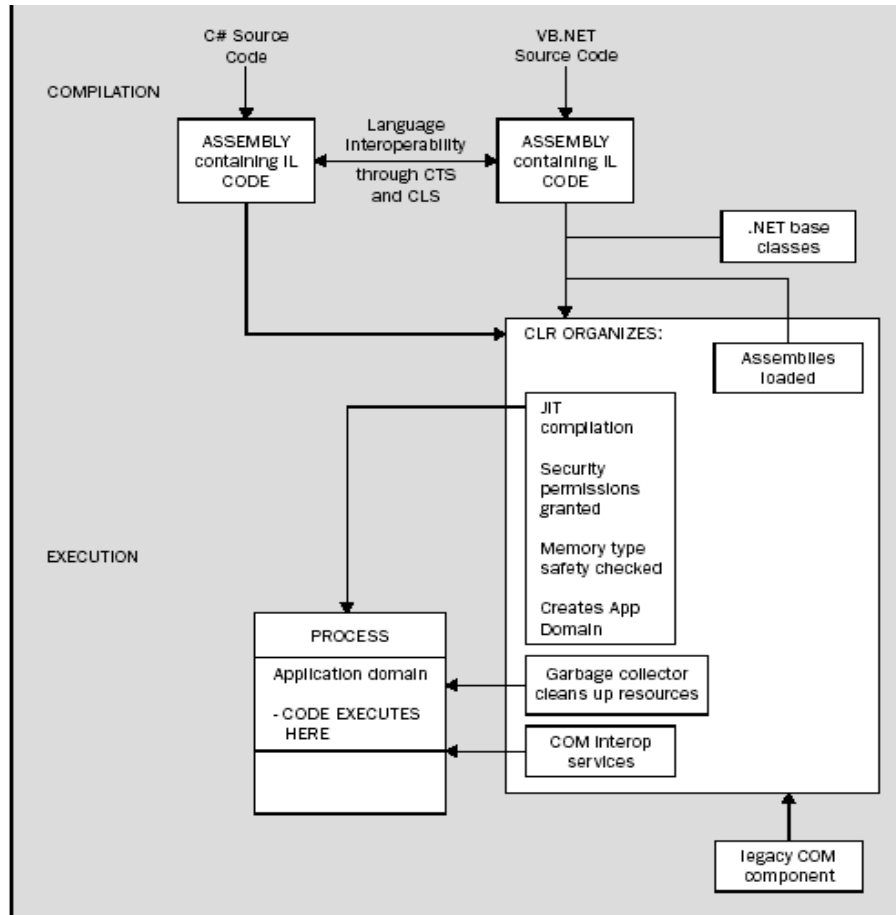 C# Source
Code
VB.NET
Source Code
COMPILATION
ASSEMBLY
containing IL
CODE
Language
Interoperability
through CTS
and CLS
ASSEMBLY
containing IL
CODE
.NET base
classes
CLR ORGANIZES:
Assemblies
loaded
JIT
compilation
Security
permissions
granted
Memory type
safety checked
Creates App
Domain
EXECUTION
PROCESS
Application domain
- CODE EXECUTES
HERE
Garbage collector
cleans up resources
COM Interop
services
legacy COM
component